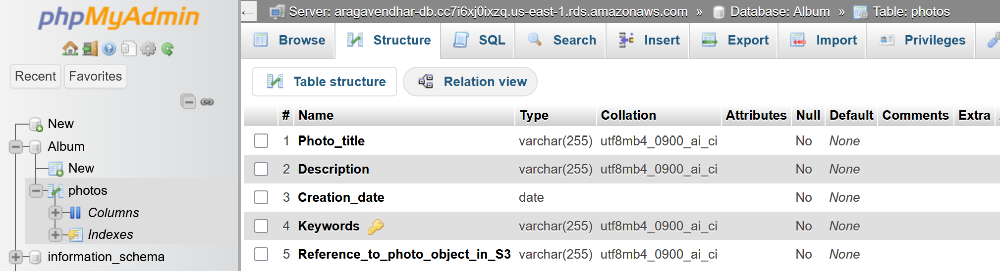 phpMyAdmin
Recent Favorites
New
Album
New
photos
Columns
Indexes
information_schema
← Server: aragavendhar-db.cc7i6xj0ixzq.us-east-1.rds.amazonaws.com » Database: Album » Table: photos
Browse Structure SQL Search Insert Export Import Privileges
Table structure Relation view
# Name Type Collation Attributes Null Default Comments Extra
1 Photo_title varchar(255) utf8mb4_0900_ai_ci No None
2 Description varchar(255) utf8mb4_0900_ai_ci No None
3 Creation_date date No None
4 Keywords varchar(255) utf8mb4_0900_ai_ci No None
5 Reference_to_photo_object_in_S3 varchar(255) utf8mb4_0900_ai_ci No None